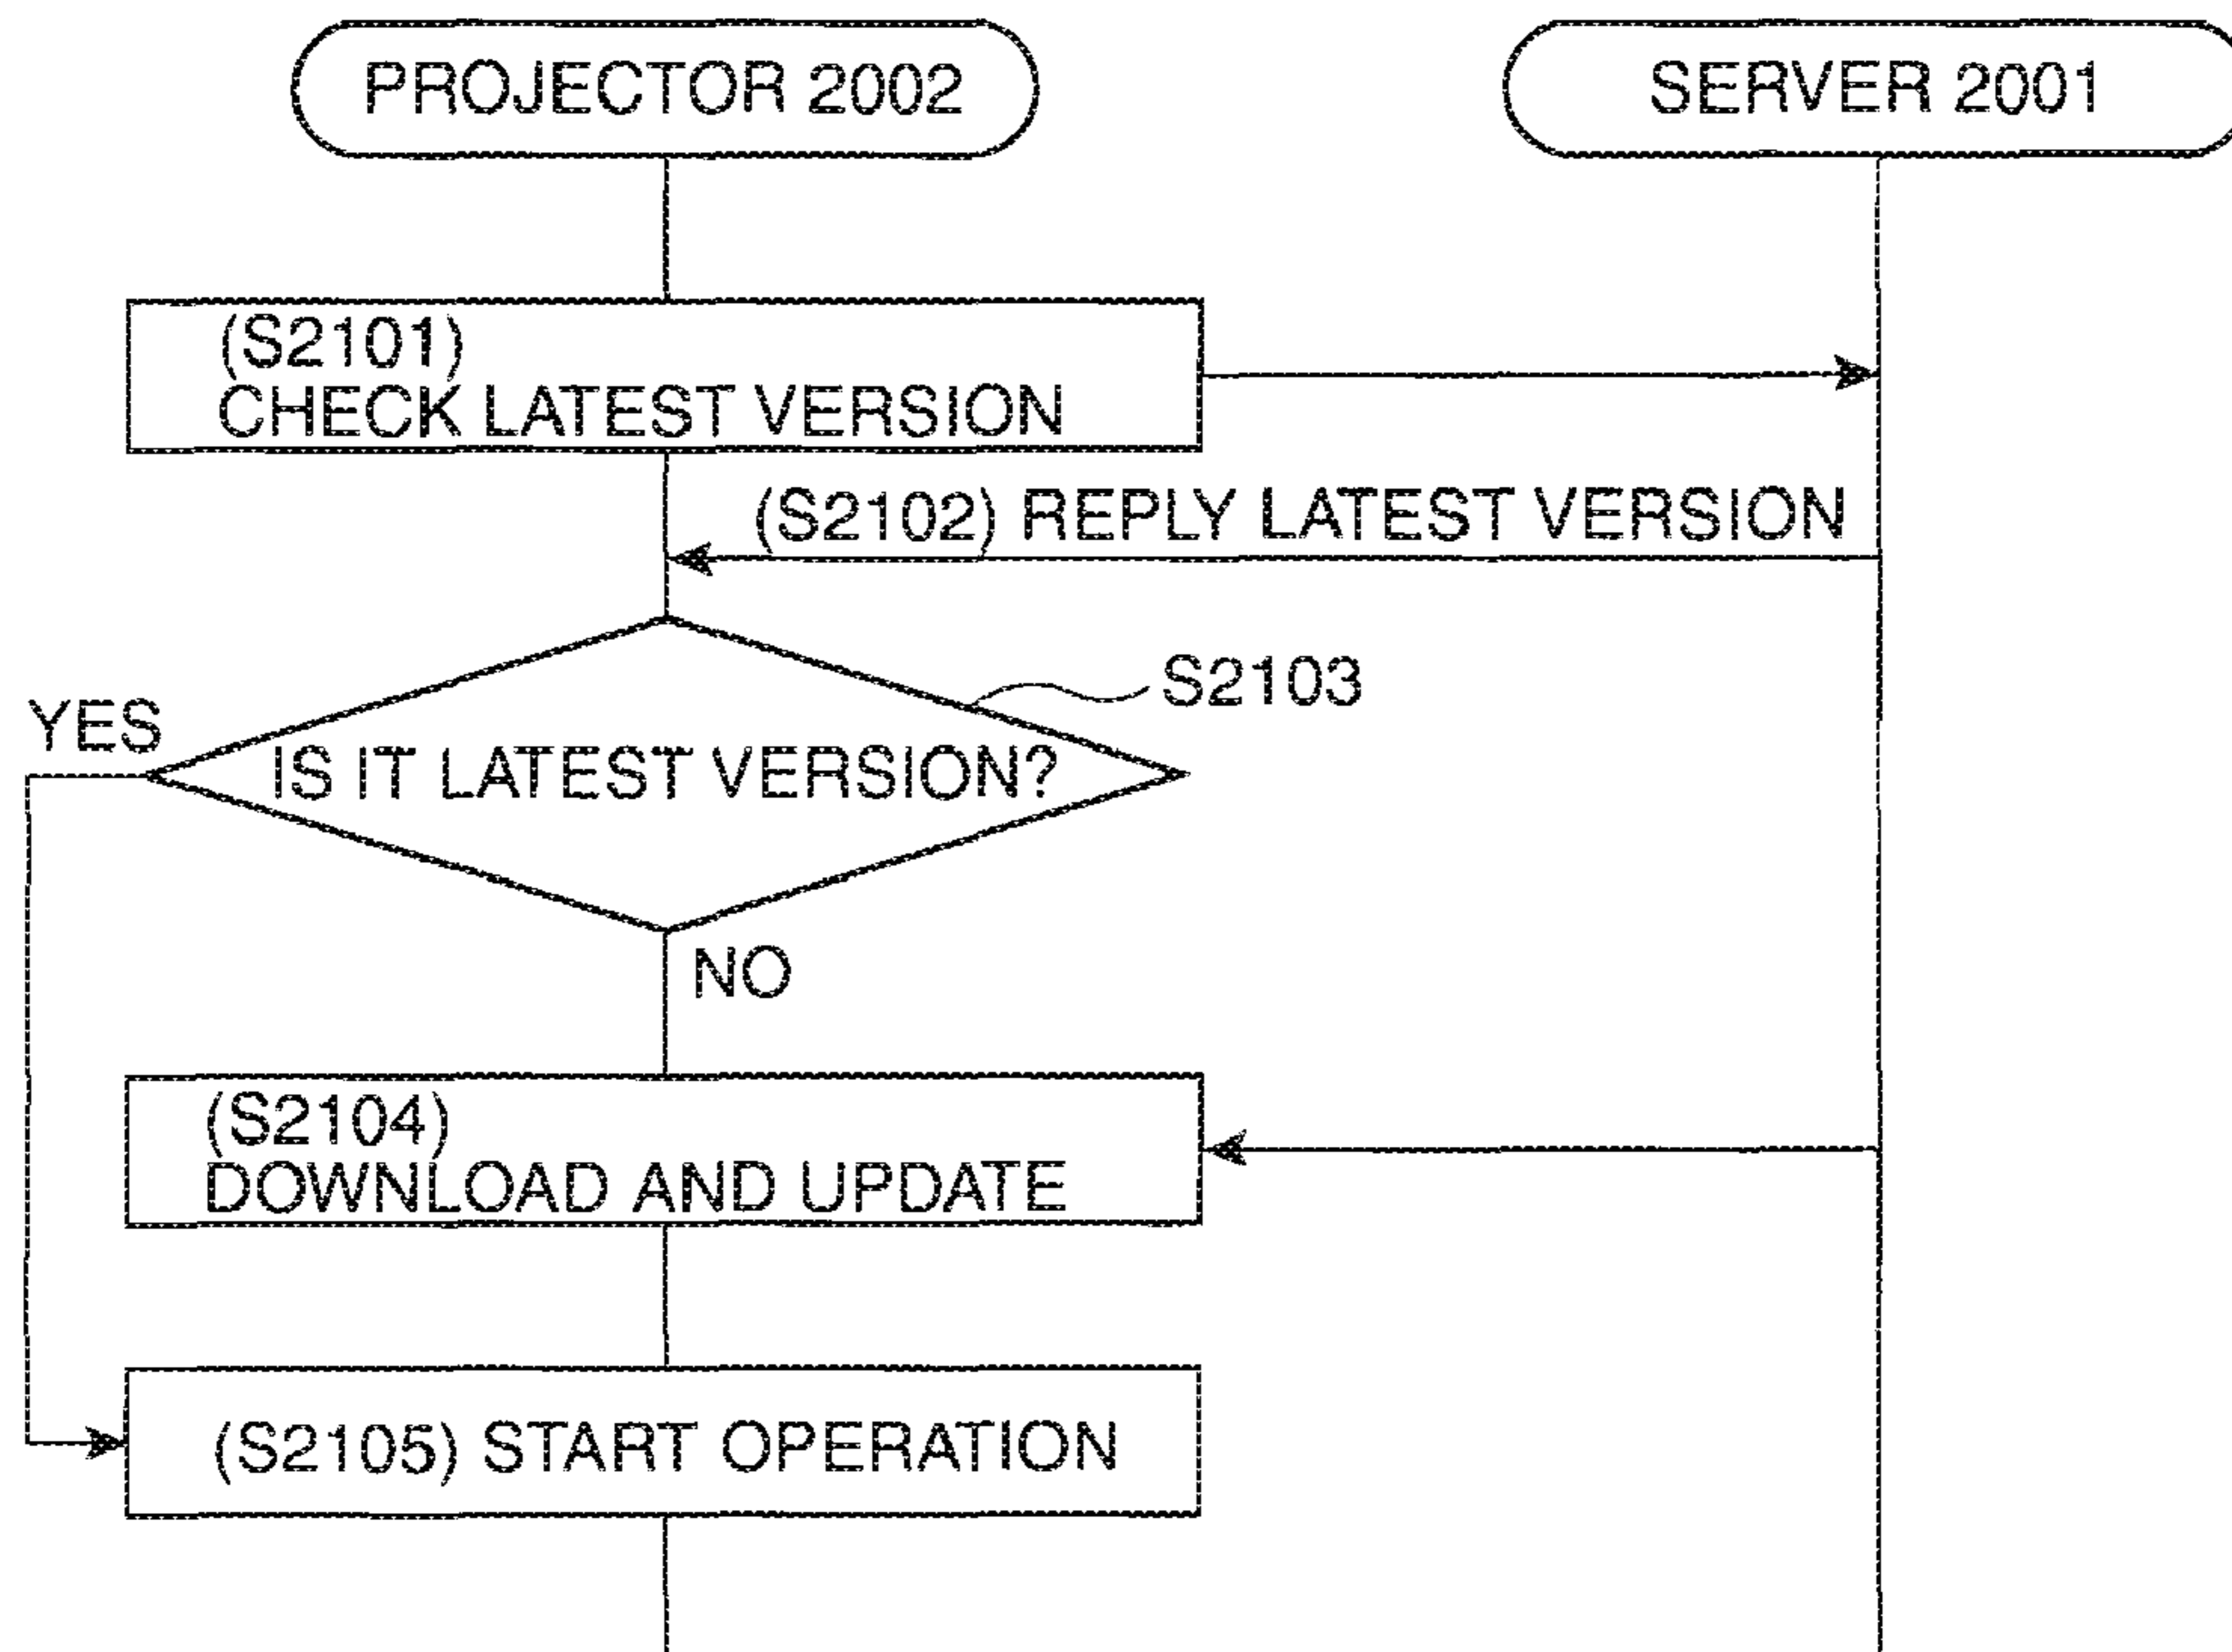 PROJECTOR 2002
SERVER 2001
(S2101)
CHECK LATEST VERSION
(S2102) REPLY LATEST VERSION
S2103
YES
IS IT LATEST VERSION?
NO
(S2104)
DOWNLOAD AND UPDATE
(S2105) START OPERATION